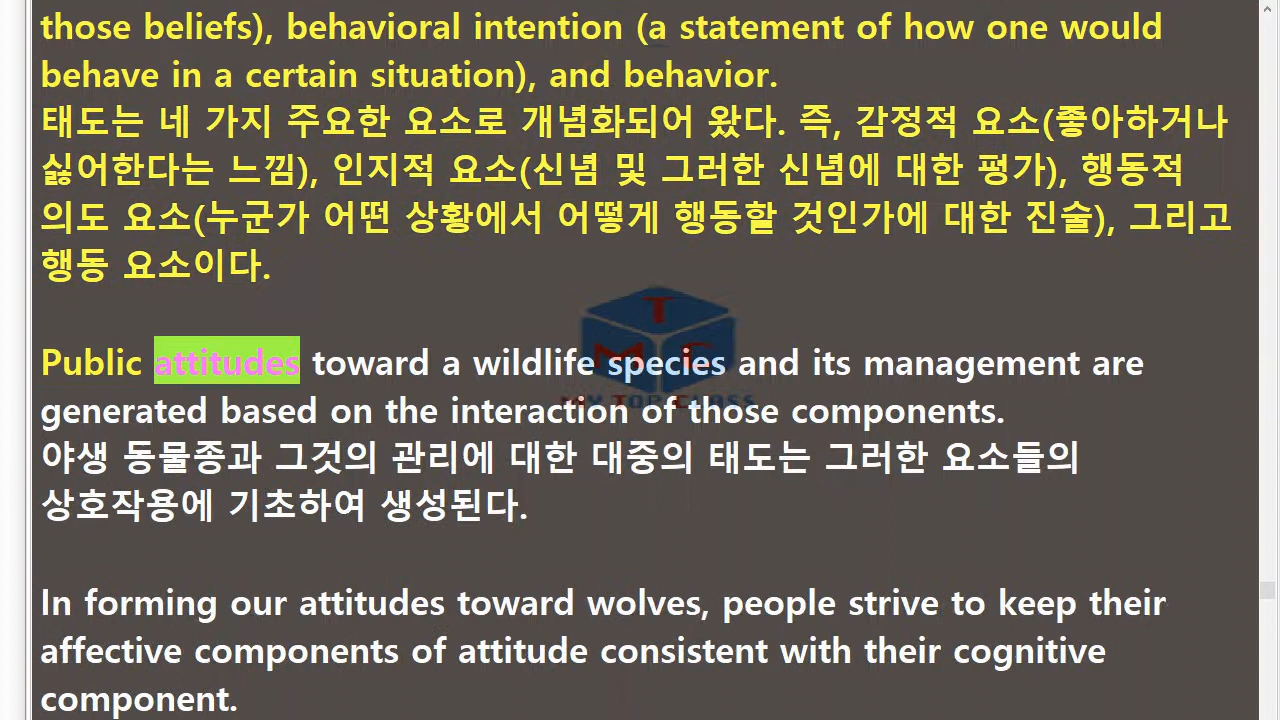 those beliefs), behavioral intention (a statement of how one would
behave in a certain situation), and behavior.
태도는 네 가지 주요한 요소로 개념화되어 왔다. 즉, 감정적 요소(좋아하거나
싫어한다는 느낌), 인지적 요소(신념 및 그러한 신념에 대한 평가), 행동적
의도 요소(누군가 어떤 상황에서 어떻게 행동할 것인가에 대한 진술), 그리고
행동 요소이다.
T
M C
Public attitudes toward a wildlife species and its management are
MY TOP CLASS
generated based on the interaction of those components.
야생 동물종과 그것의 관리에 대한 대중의 태도는 그러한 요소들의
상호작용에 기초하여 생성된다.
In forming our attitudes toward wolves, people strive to keep their
affective components of attitude consistent with their cognitive
component.